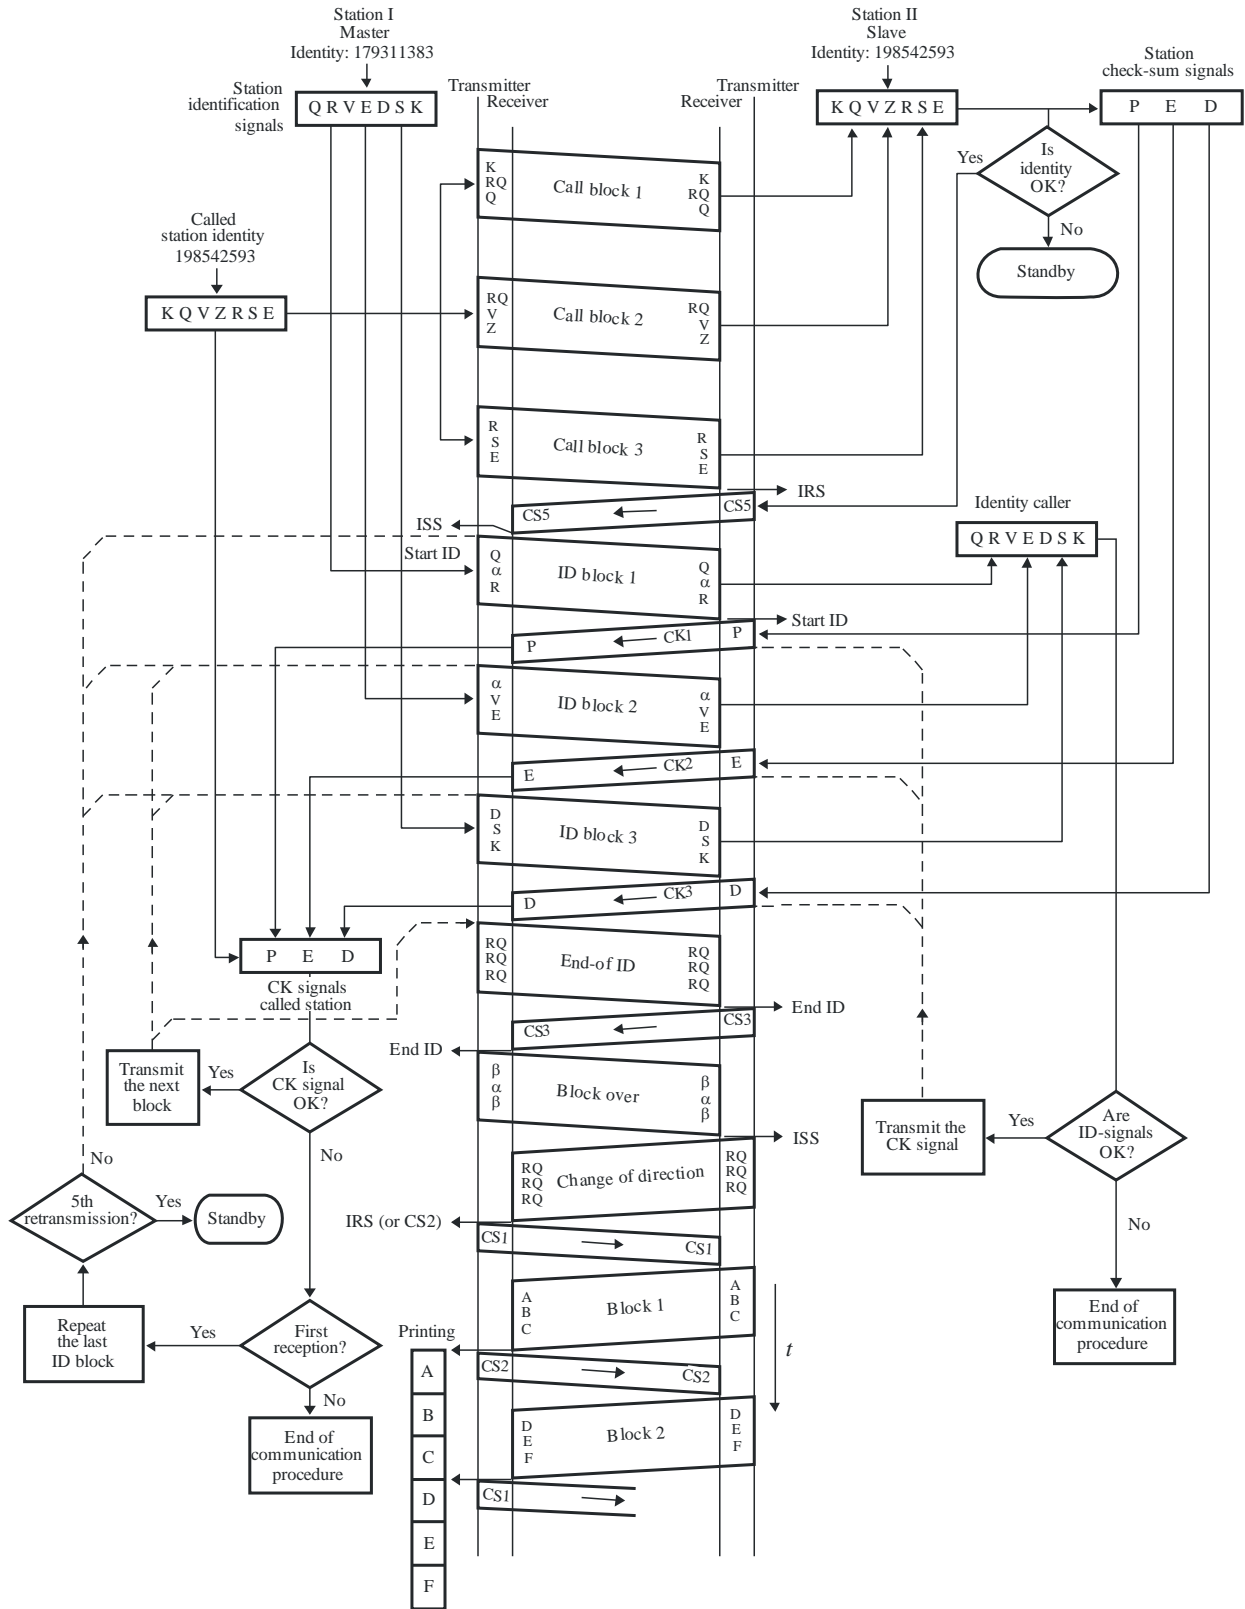 Station I
Master
Identity: 179311383
Station II
Slave
Identity: 198542593
Station
check-sum signals
Station
identification
signals
Q R V E D S K
Transmitter
Receiver
Receiver
Transmitter
K Q V Z R S E
P E D
K
RQ
Q
Call block 1
K
RQ
Q
Yes
Is
identity
OK?
No
Standby
Called
station identity
198542593
K Q V Z R S E
RQ
V
Z
Call block 2
RQ
V
Z
R
S
E
Call block 3
R
S
E
IRS
CS5
CS5
ISS
Identity caller
Q R V E D S K
Start ID
Q
α
R
ID block 1
Q
α
R
Start ID
P
CK1
P
α
V
E
ID block 2
α
V
E
E
CK2
E
D
S
K
ID block 3
D
S
K
D
CK3
D
P E D
CK signals
called station
RQ
RQ
RQ
End-of ID
RQ
RQ
RQ
End ID
CS3
CS3
End ID
Transmit
the next
block
Yes
Is
CK signal
OK?
No
β
α
β
Block over
β
α
β
ISS
Transmit the
CK signal
Yes
Are
ID-signals
OK?
No
RQ
RQ
RQ
Change of direction
RQ
RQ
RQ
No
5th
retransmission?
Yes
Standby
IRS (or CS2)
CS1
CS1
A
B
C
Block 1
A
B
C
t
End of
communication
procedure
Repeat
the last
ID block
Yes
First
reception?
No
End of
communication
procedure
Printing
CS2
CS2
D
E
F
Block 2
D
E
F
CS1
A
B
C
D
E
F